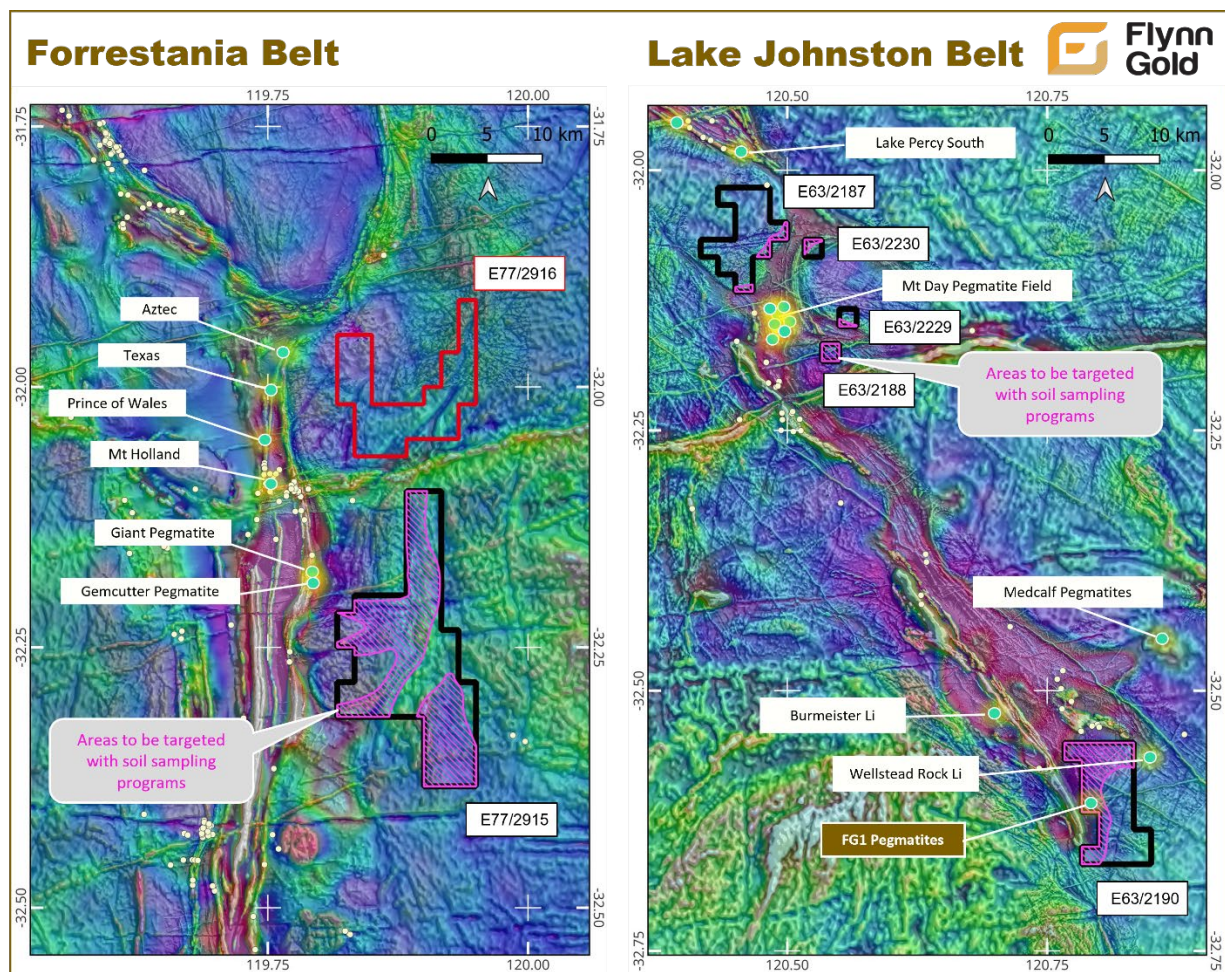 Forrestania Belt
Lake Johnston Belt
Flynn
Gold
119.75
120.00
-31.75
-31.75
0 5 10 km
E77/2916
Aztec
Texas
-32.00
-32.00
Prince of Wales
Mt Holland
Giant Pegmatite
Gemcutter Pegmatite
-32.25
-32.25
Areas to be targeted
with soil sampling
programs
E77/2915
-32.50
-32.50
119.75
120.00
120.50
120.75
0 5 10 km
Lake Percy South
-32.00
-32.00
E63/2187
E63/2230
Mt Day Pegmatite Field
E63/2229
Areas to be targeted
with soil sampling
programs
E63/2188
-32.25
-32.25
Medcalf Pegmatites
-32.50
-32.50
Burmeister Li
Wellstead Rock Li
FG1 Pegmatites
E63/2190
-32.75
-32.75
120.50
120.75